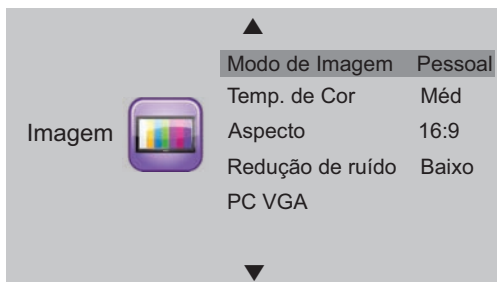 Imagem
Modo de Imagem Pessoal
Temp. de Cor Méd
Aspecto 16:9
Redução de ruído Baixo
PC VGA